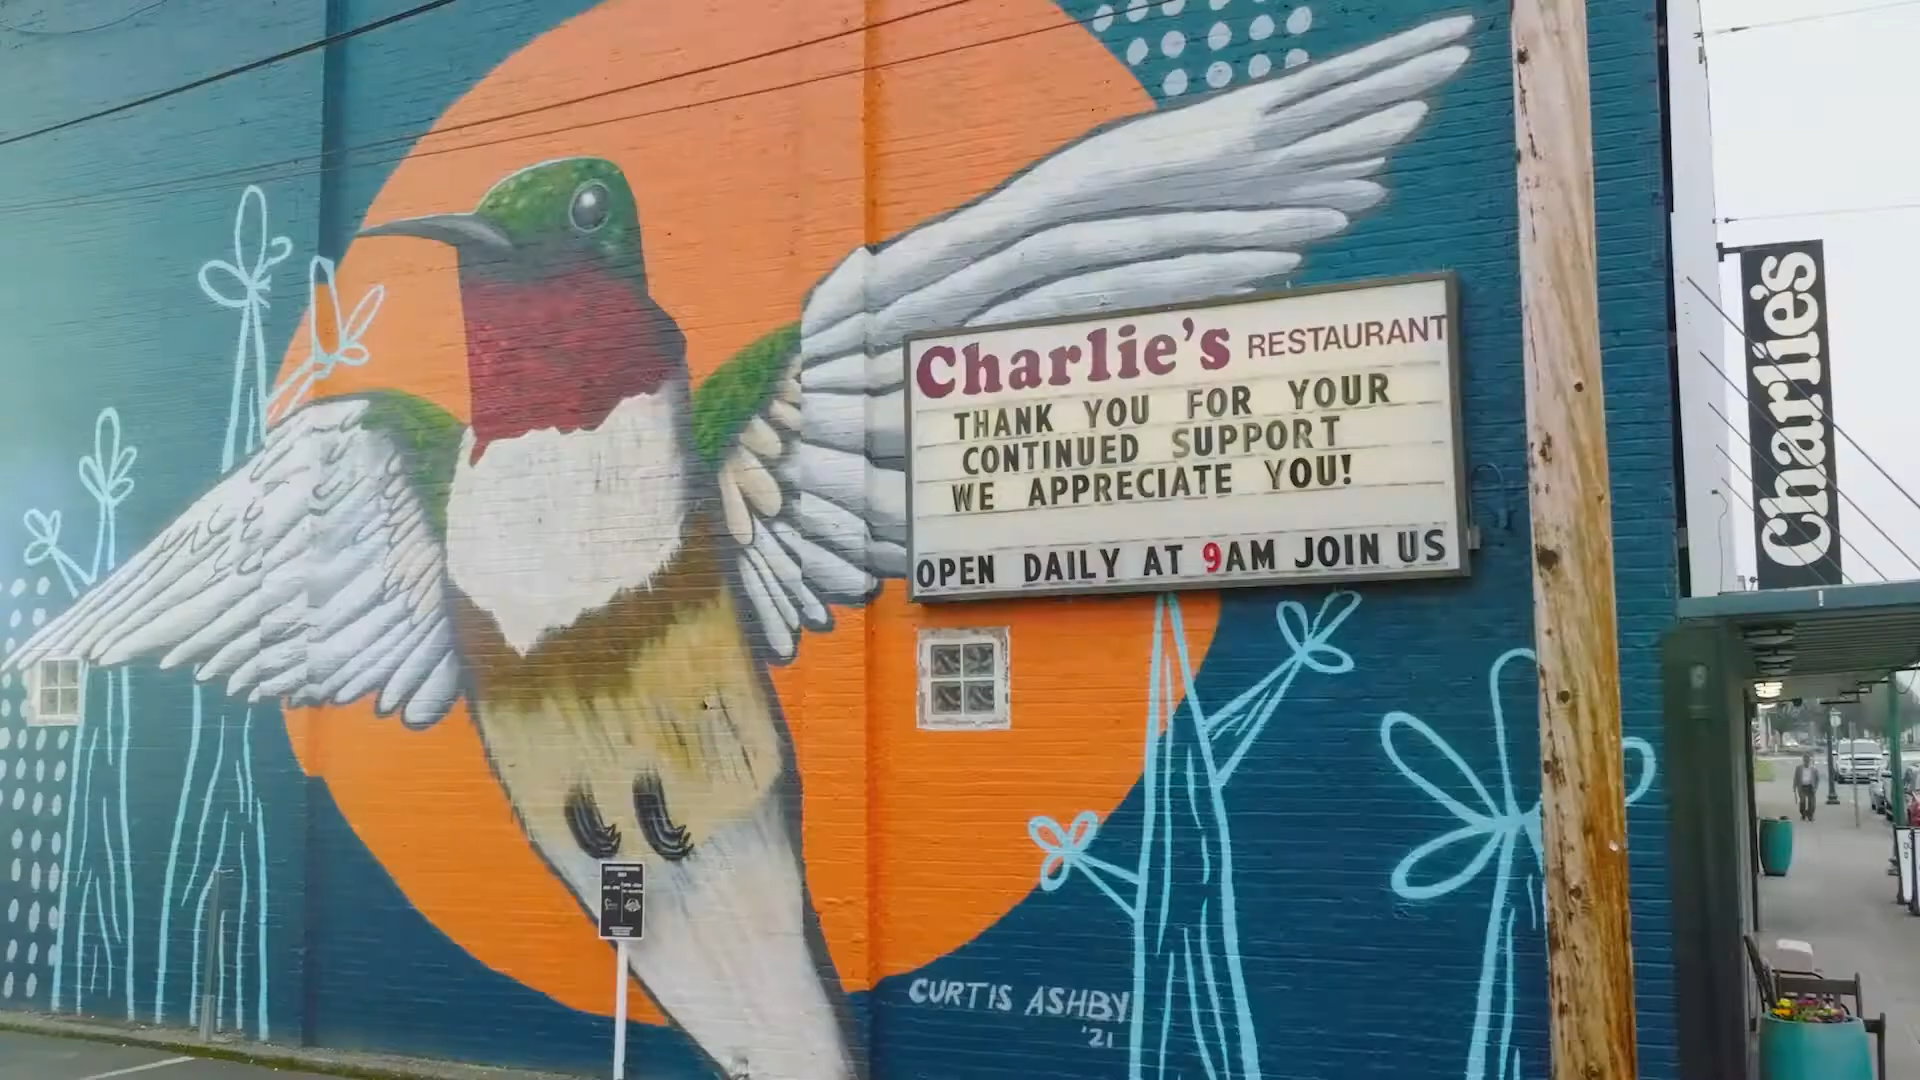 Charlie's RESTAURANT
THANK YOU FOR YOUR
CONTINUED SUPPORT
WE APPRECIATE YOU!
OPEN DAILY AT 9AM JOIN US
Charlie's
CURTIS ASHBY
'21